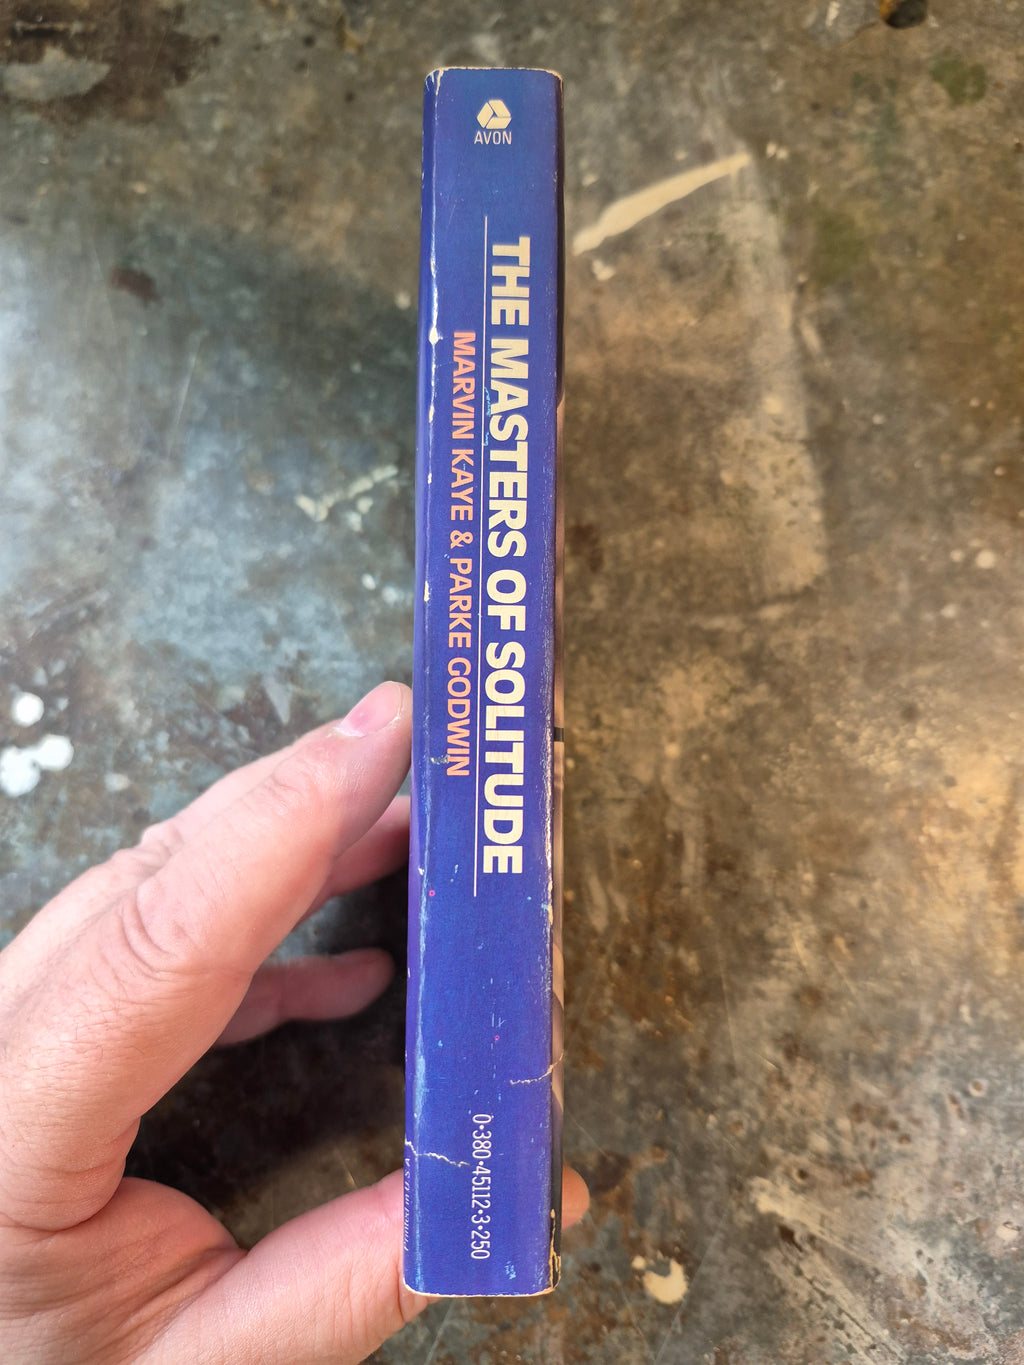 AVON
THE MASTERS OF SOLITUDE
MARVIN KAYE & PARKE GODWIN
0•380•45112•3•250